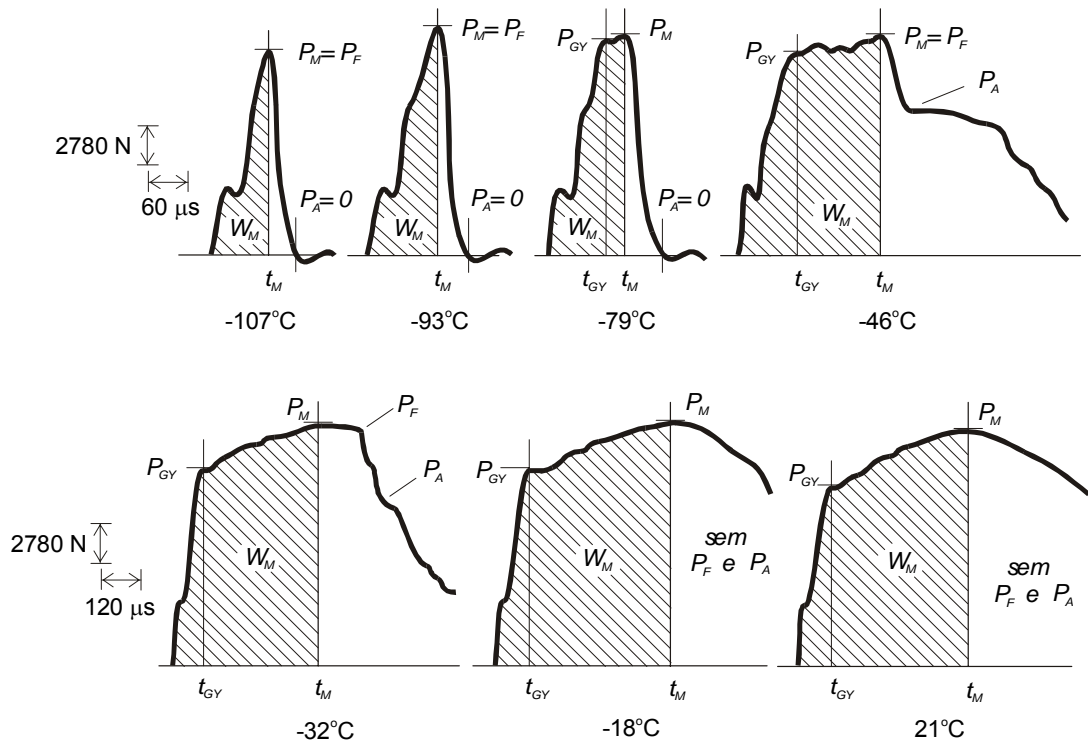 P_M = P_F
P_A = 0
W_M
t_M
-107°C
P_M = P_F
P_A = 0
W_M
t_M
-93°C
P_GY
P_M
P_A = 0
W_M
t_GY
t_M
-79°C
P_GY
P_M = P_F
P_A
W_M
t_GY
t_M
-46°C
2780 N
60 µs
P_GY
P_M
P_F
P_A
W_M
t_GY
t_M
-32°C
P_GY
P_M
W_M
sem
P_F e P_A
t_GY
t_M
-18°C
P_GY
P_M
W_M
sem
P_F e P_A
t_GY
t_M
21°C
2780 N
120 µs